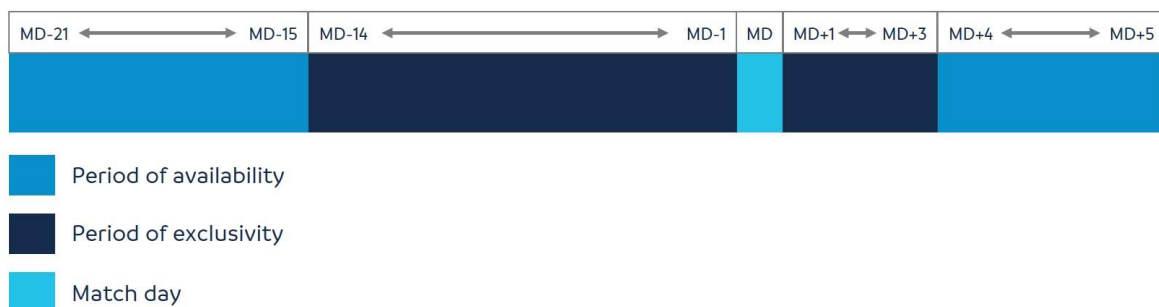 MD-21 MD-15 MD-14 MD-1 MD MD+1 MD+3 MD+4 MD+5
Period of availability
Period of exclusivity
Match day